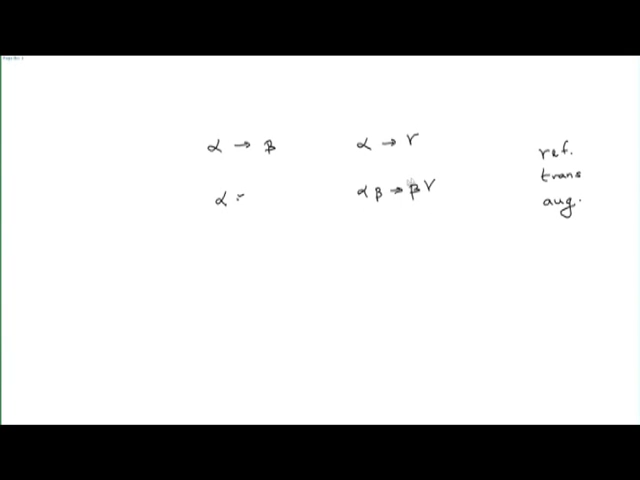 α → β
α → γ
ref.
trans
α
αβ → βγ
aug.